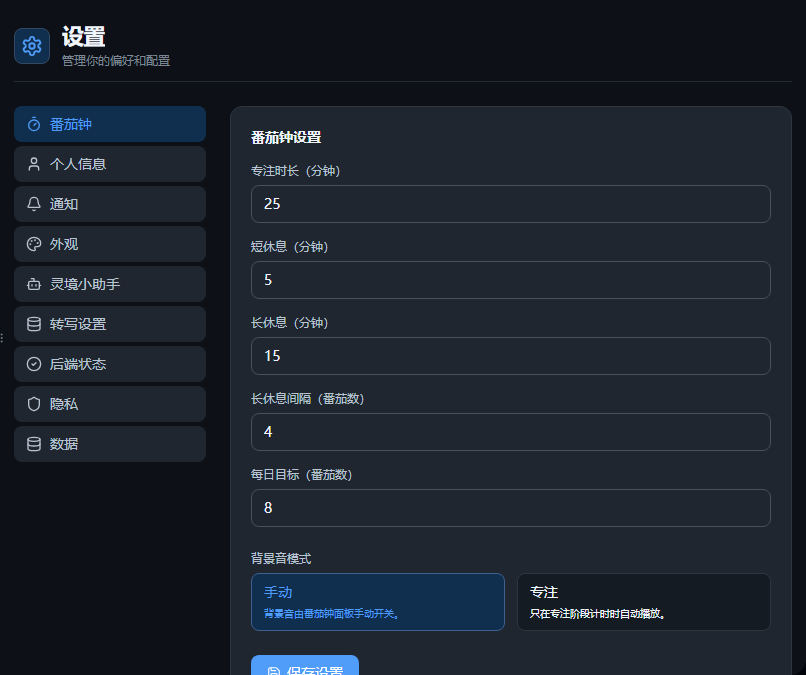 设置
管理你的偏好和配置
番茄钟
个人信息
通知
外观
灵境小助手
转写设置
后端状态
隐私
数据
番茄钟设置
专注时长（分钟）
25
短休息（分钟）
5
长休息（分钟）
15
长休息间隔（番茄数）
4
每日目标（番茄数）
8
背景音模式
手动
背景音由番茄钟面板手动开关。
专注
只在专注阶段计时时自动播放。
保存设置